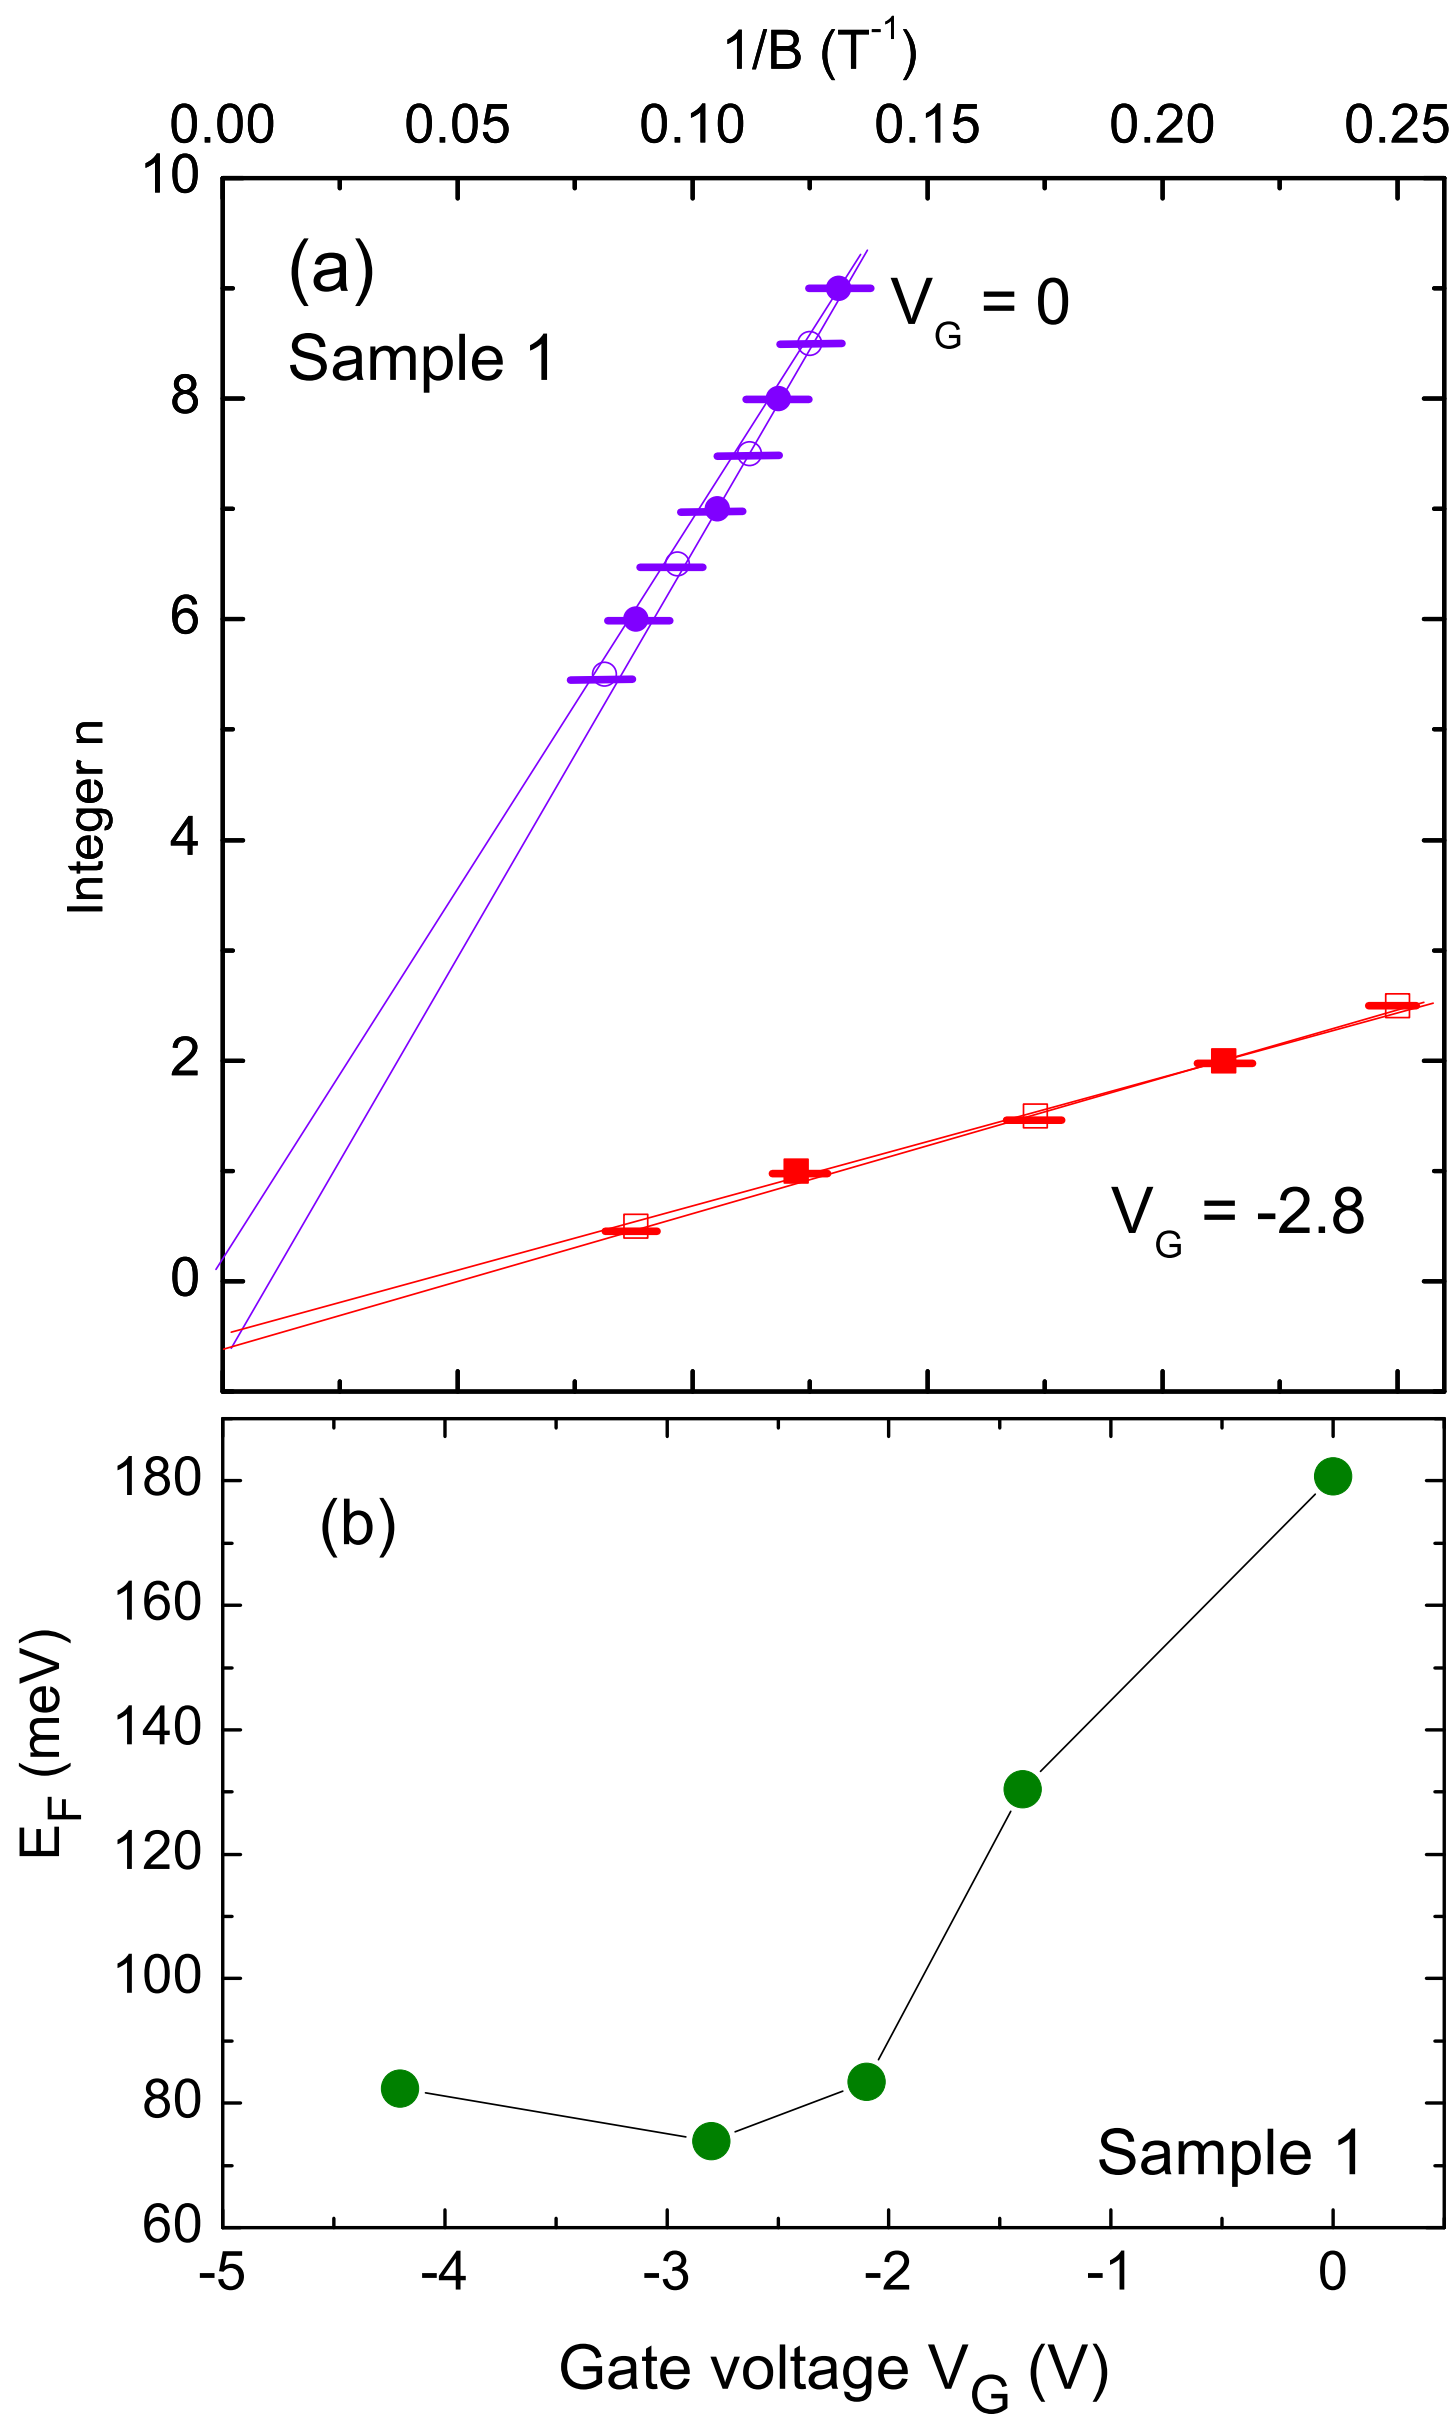 1/B (T-1)
0.00 0.05 0.10 0.15 0.20 0.25
10
(a)
VG = 0
Sample 1
8
6
Integer n
4
2
VG = -2.8
0
180
(b)
160
EF (meV)
140
120
100
80
Sample 1
60
-5 -4 -3 -2 -1 0
Gate voltage VG (V)